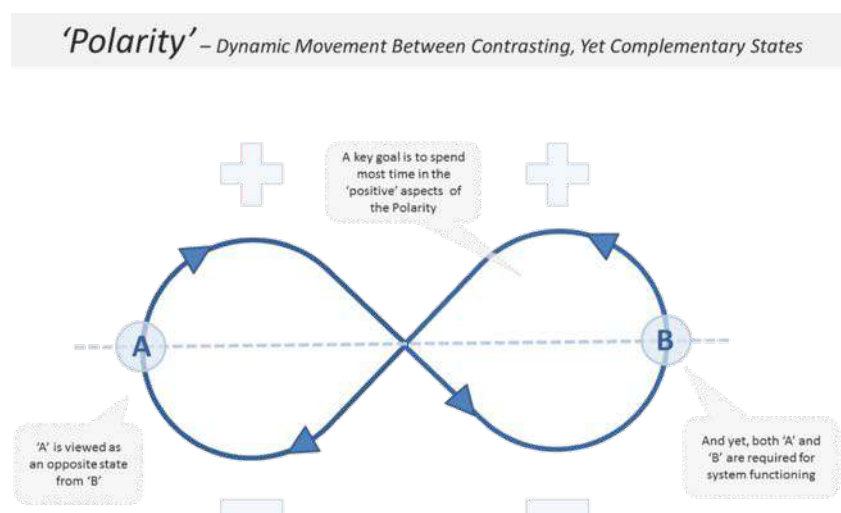 ‘Polarity’ – Dynamic Movement Between Contrasting, Yet Complementary States
A key goal is to spend
most time in the
‘positive’ aspects of
the Polarity
A
B
‘A’ is viewed as
an opposite state
from ‘B’
And yet, both ‘A’ and
‘B’ are required for
system functioning